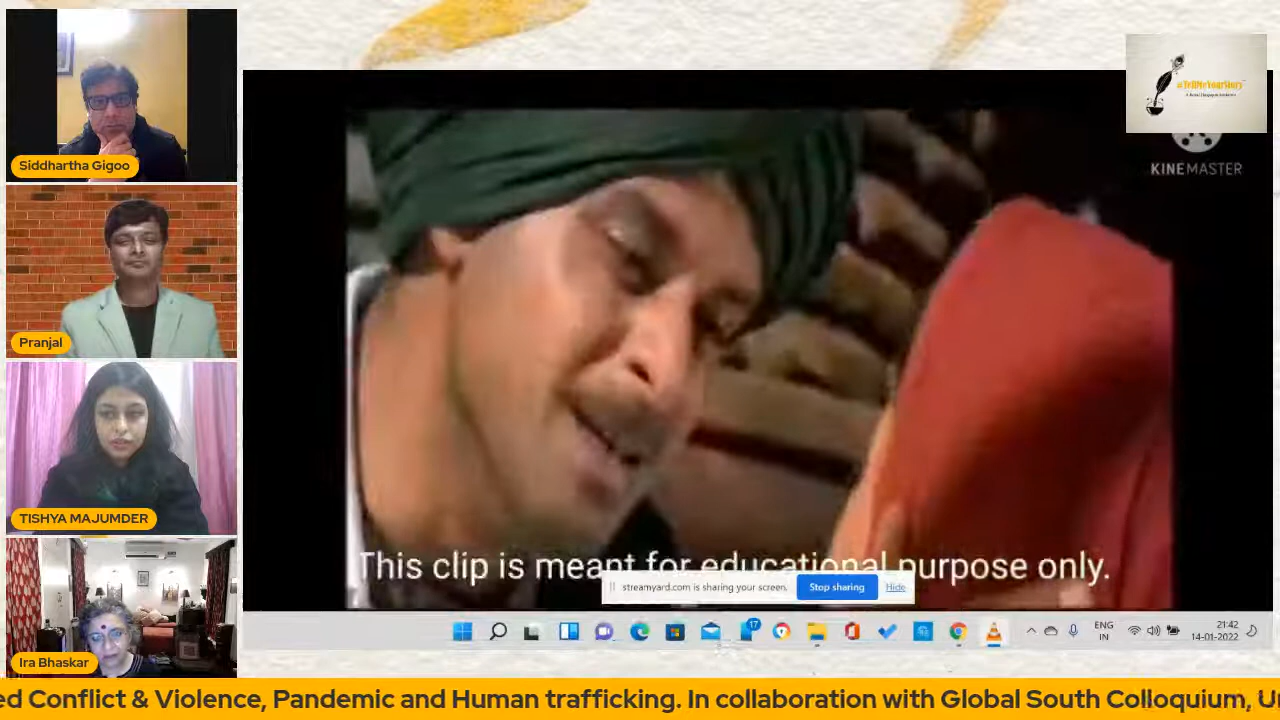 Siddhartha Gigoo
Pranjal
TISHYA MAJUMDER
Ira Bhaskar
#TellMeYourStory
KINEMASTER
This clip is meant for educational purpose only.
streamyard.com is sharing your screen.
Stop sharing
Hide
17
ENG
IN
21:42
14-01-2022
ed Conflict & Violence, Pandemic and Human trafficking. In collaboration with Global South Colloquium, U